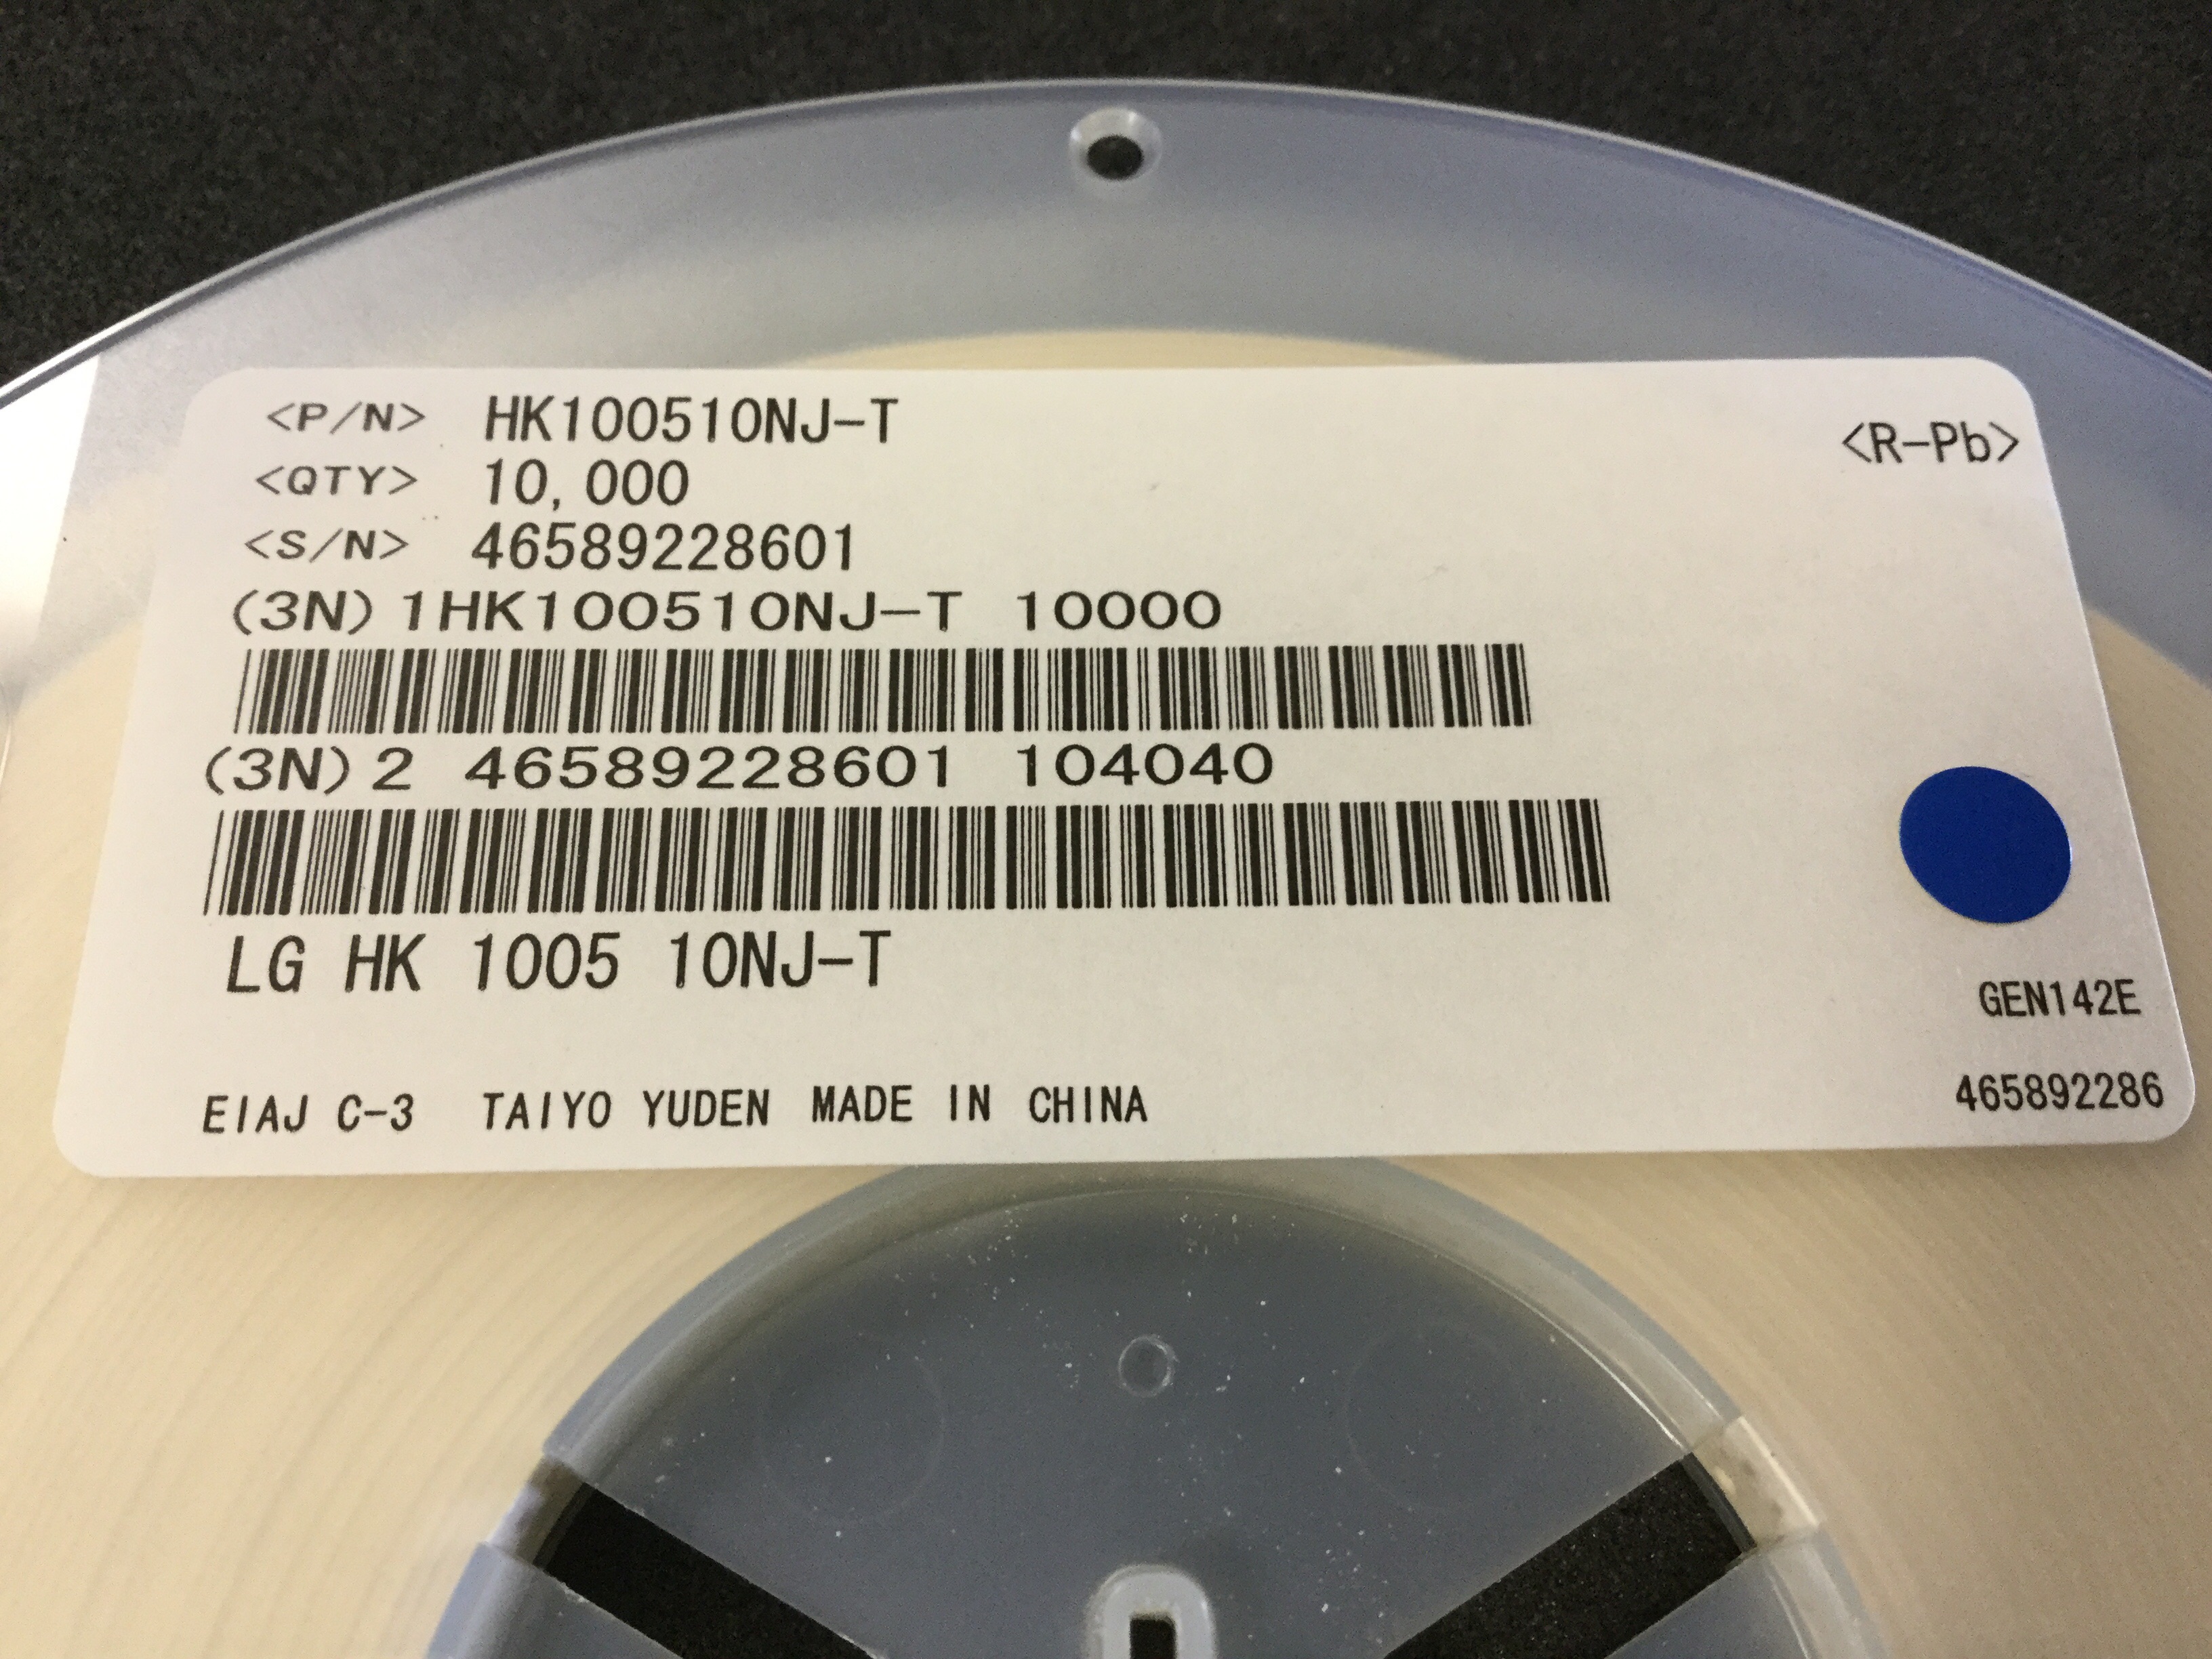 <P/N> HK100510NJ-T
<R-Pb>
<QTY> 10,000
<S/N> 46589228601
(3N)1HK100510NJ-T 10000
(3N)2 46589228601 104040
LG HK 1005 10NJ-T
GEN142E
EIAJ C-3 TAIYO YUDEN MADE IN CHINA
465892286